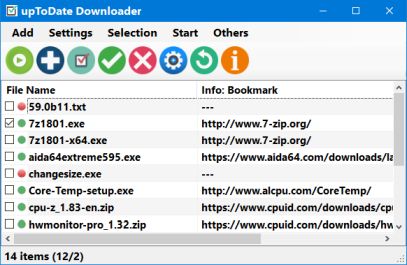 upToDate Downloader
Add Settings Selection Start Others
File Name Info: Bookmark
59.0b11.txt ---
7z1801.exe http://www.7-zip.org/
7z1801-x64.exe http://www.7-zip.org/
aida64extreme595.exe https://www.aida64.com/downloads/la
changesize.exe ---
Core-Temp-setup.exe http://www.alcpu.com/CoreTemp/
cpu-z_1.83-en.zip https://www.cpuid.com/downloads/cpu
hwmonitor-pro_1.32.zip https://www.cpuid.com/downloads/hw
14 items (12/2)